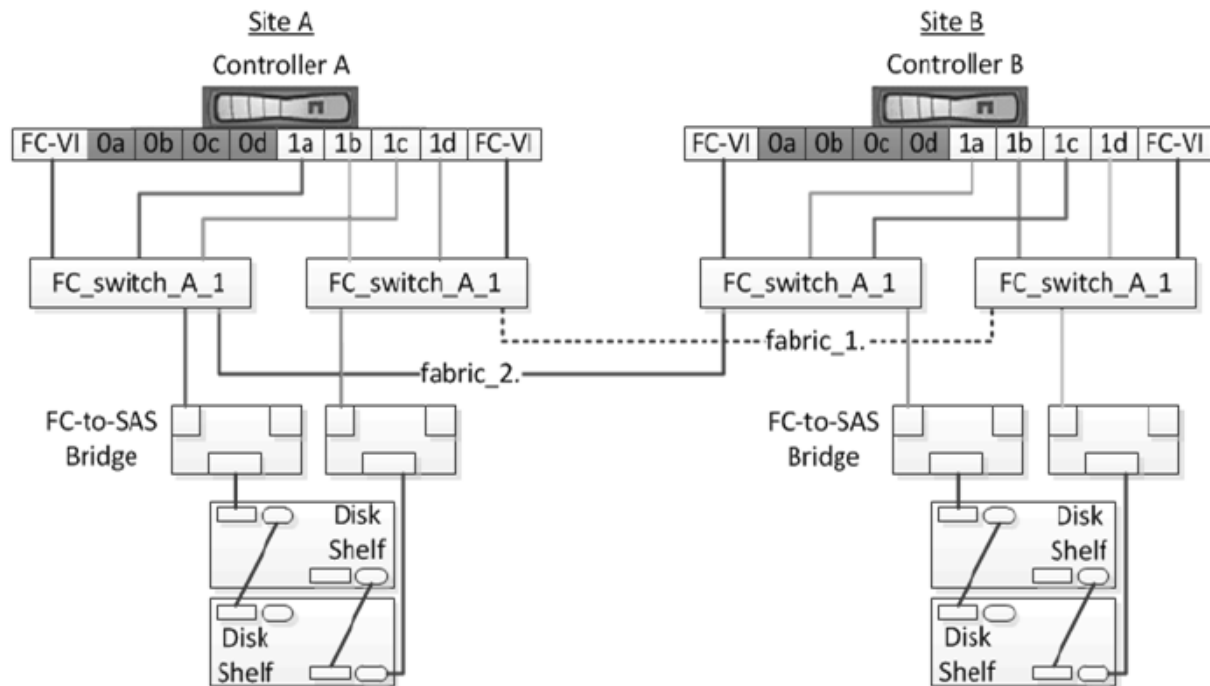 Site A
Site B
Controller A
Controller B
FC-VI 0a 0b 0c 0d 1a 1b 1c 1d FC-VI
FC-VI 0a 0b 0c 0d 1a 1b 1c 1d FC-VI
FC_switch_A_1
FC_switch_A_1
FC_switch_A_1
FC_switch_A_1
fabric_1.
fabric_2.
FC-to-SAS
Bridge
FC-to-SAS
Bridge
Disk
Shelf
Disk
Shelf
Disk
Shelf
Disk
Shelf